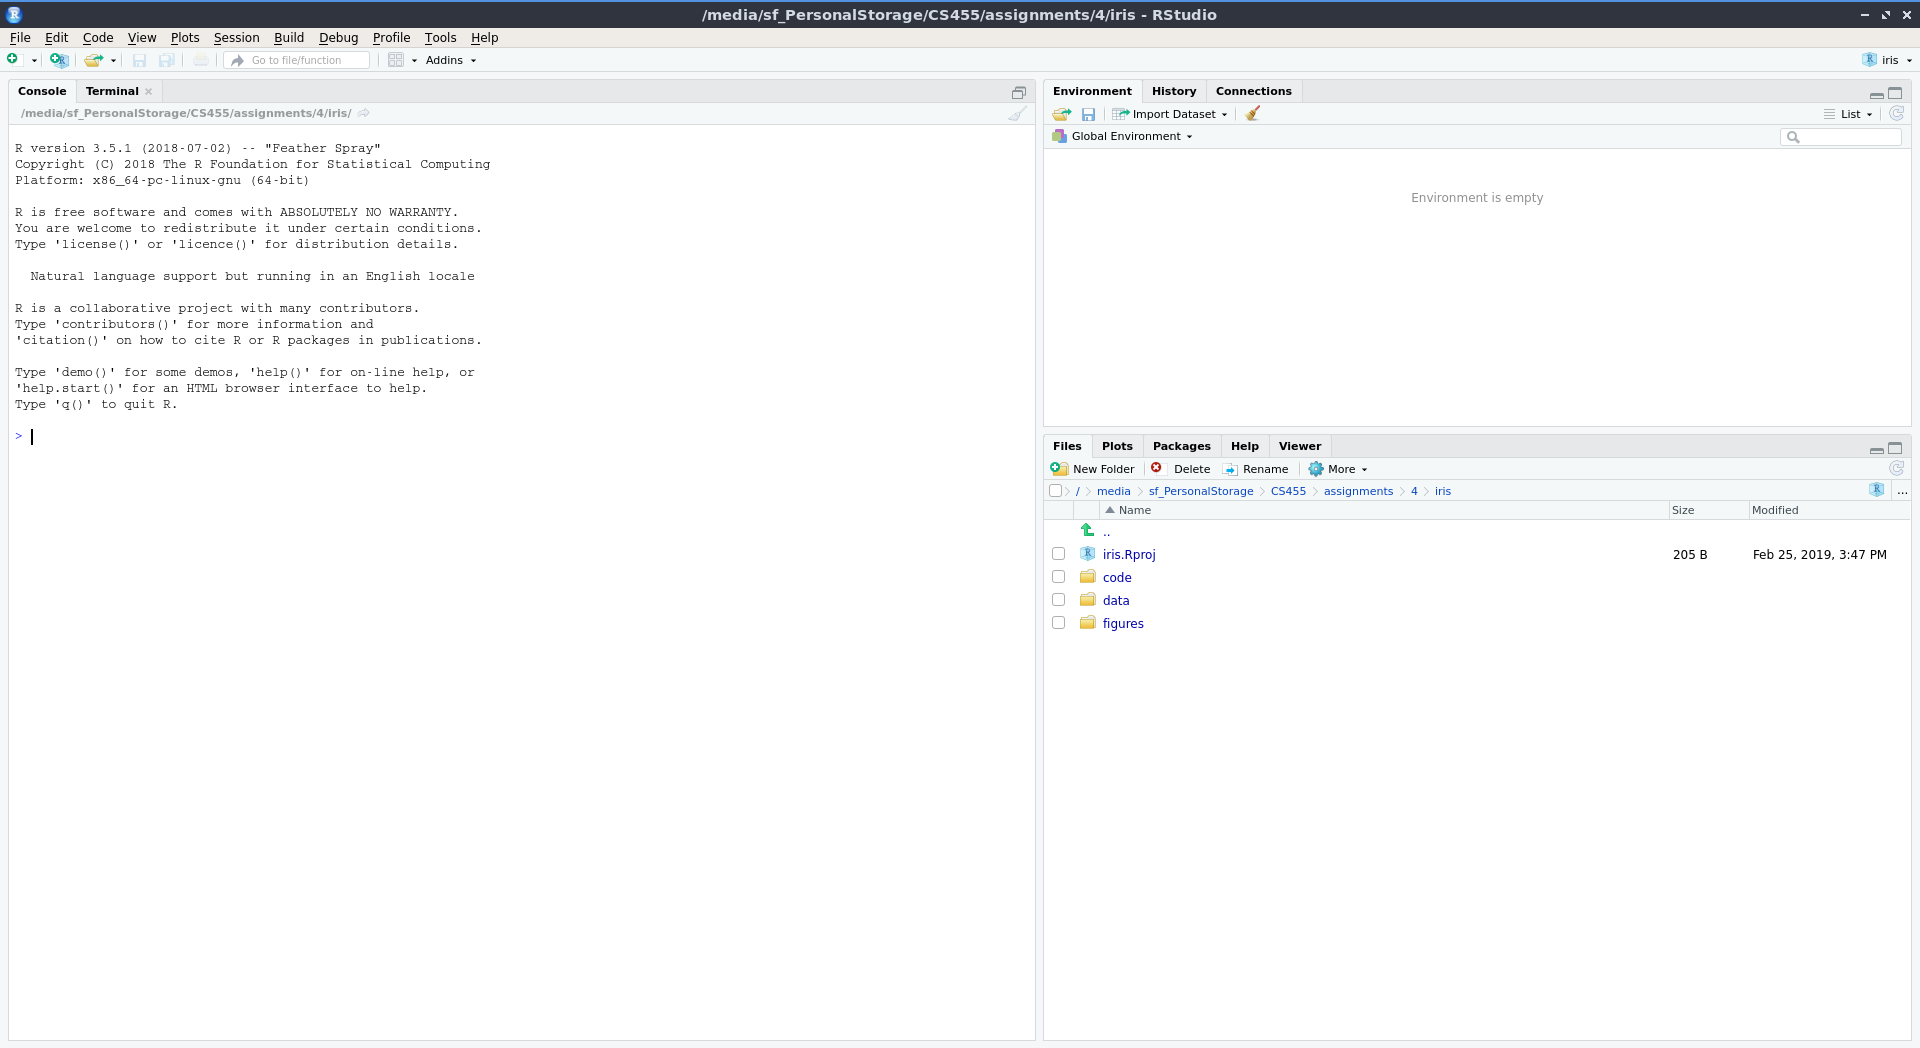 /media/sf_PersonalStorage/CS455/assignments/4/iris - RStudio
File Edit Code View Plots Session Build Debug Profile Tools Help
Go to file/function Addins iris
Console Terminal
/media/sf_PersonalStorage/CS455/assignments/4/iris/
R version 3.5.1 (2018-07-02) -- "Feather Spray"
Copyright (C) 2018 The R Foundation for Statistical Computing
Platform: x86_64-pc-linux-gnu (64-bit)
R is free software and comes with ABSOLUTELY NO WARRANTY.
You are welcome to redistribute it under certain conditions.
Type 'license()' or 'licence()' for distribution details.
Natural language support but running in an English locale
R is a collaborative project with many contributors.
Type 'contributors()' for more information and
'citation()' on how to cite R or R packages in publications.
Type 'demo()' for some demos, 'help()' for on-line help, or
'help.start()' for an HTML browser interface to help.
Type 'q()' to quit R.
>
Environment History Connections
Import Dataset List
Global Environment
Environment is empty
Files Plots Packages Help Viewer
New Folder Delete Rename More
/ media sf_PersonalStorage CS455 assignments 4 iris ...
Name Size Modified
..
iris.Rproj 205 B Feb 25, 2019, 3:47 PM
code
data
figures